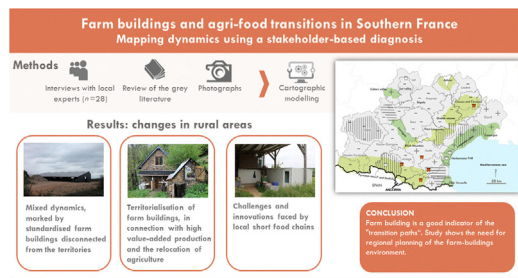 Farm buildings and agri-food transitions in Southern France
Mapping dynamics using a stakeholder-based diagnosis
Methods
Interviews with local
experts (n=28)
Review of the grey
literature
Photographs
Cartographic
modelling
Results: changes in rural areas
Mixed dynamics,
marked by
standardised farm
buildings disconnected
from the territories
Territorialisation of
farm buildings, in
connection with high
value-added production
and the relocation of
agriculture
Challenges and
innovations faced by
local short food chains
SPAIN
ANDORRA
Mediterranean sea
CONCLUSION
Farm building is a good indicator of the
"transition paths". Study shows the need for
regional planning of the farm-buildings
environment.